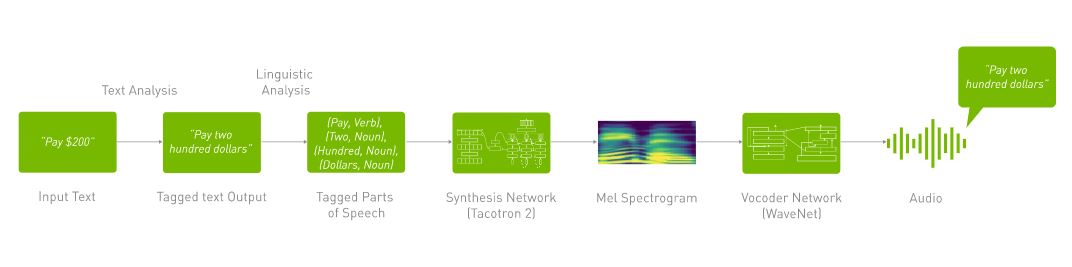 "Pay two
hundred dollars"
Text Analysis
Linguistic
Analysis
"Pay $200"
"Pay two
hundred dollars"
(Pay, Verb),
(Two, Noun),
(Hundred, Noun),
(Dollars, Noun)
Input Text
Tagged text Output
Tagged Parts
of Speech
Synthesis Network
(Tacotron 2)
Mel Spectrogram
Vocoder Network
(WaveNet)
Audio